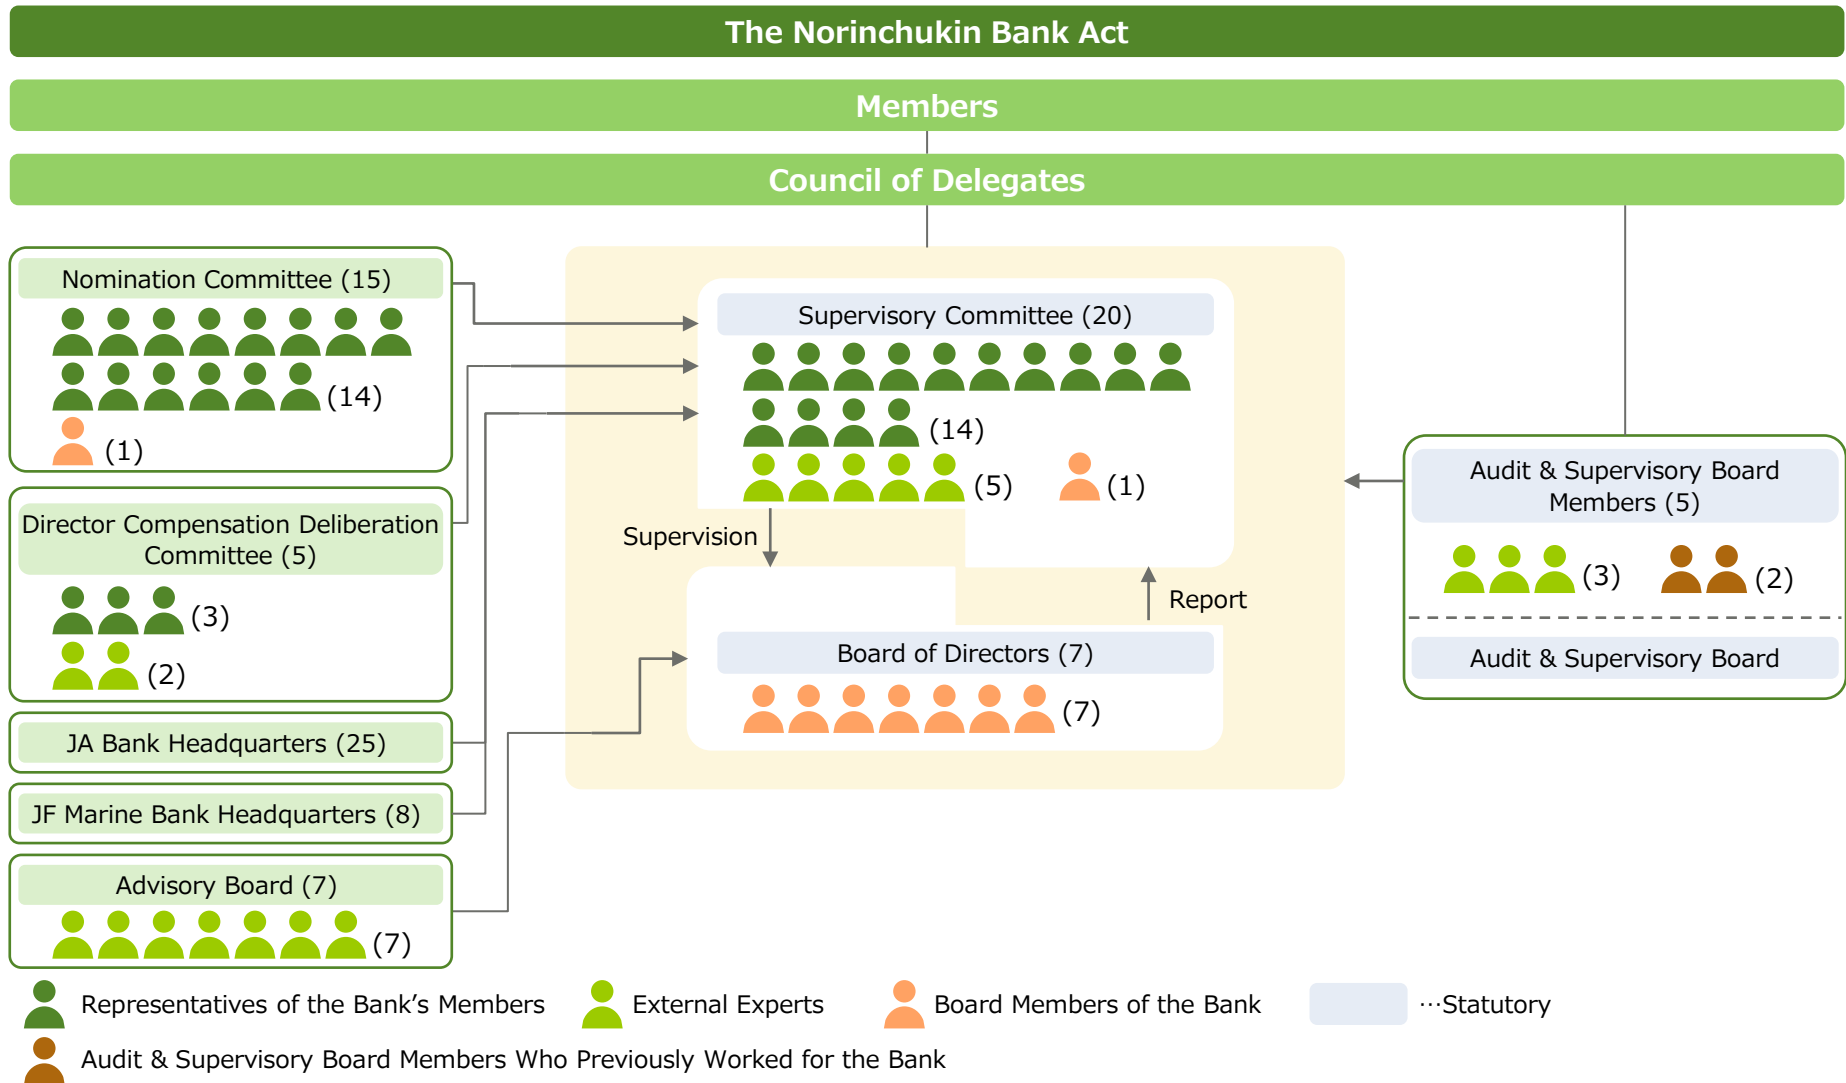 The Norinchukin Bank Act
Members
Council of Delegates
Nomination Committee (15)
(14)
(1)
Director Compensation Deliberation
Committee (5)
(3)
(2)
JA Bank Headquarters (25)
JF Marine Bank Headquarters (8)
Advisory Board (7)
(7)
Supervisory Committee (20)
(14)
(5)
(1)
Supervision
Report
Board of Directors (7)
(7)
Audit & Supervisory Board
Members (5)
(3)
(2)
Audit & Supervisory Board
Representatives of the Bank’s Members
External Experts
Board Members of the Bank
…Statutory
Audit & Supervisory Board Members Who Previously Worked for the Bank